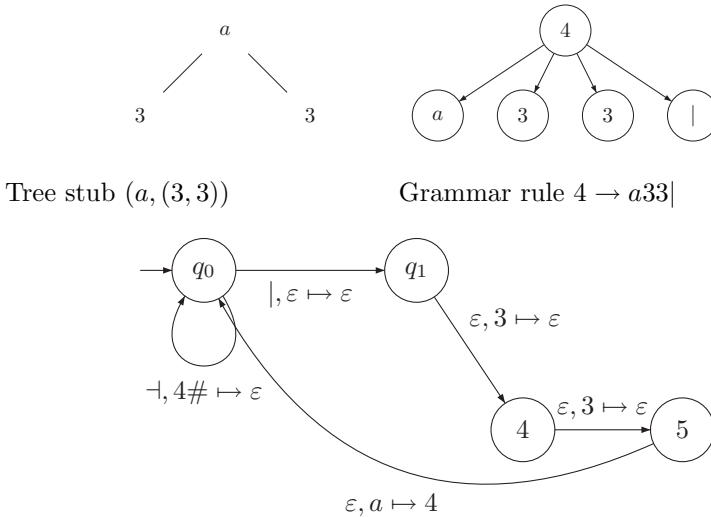 a
4
3 3
a 3 3 |
Tree stub (a, (3, 3))
Grammar rule 4 → a33|
q₀
q₁
|, ε ↦ ε
ε, 3 ↦ ε
⊣, 4# ↦ ε
4
ε, 3 ↦ ε
5
ε, a ↦ 4